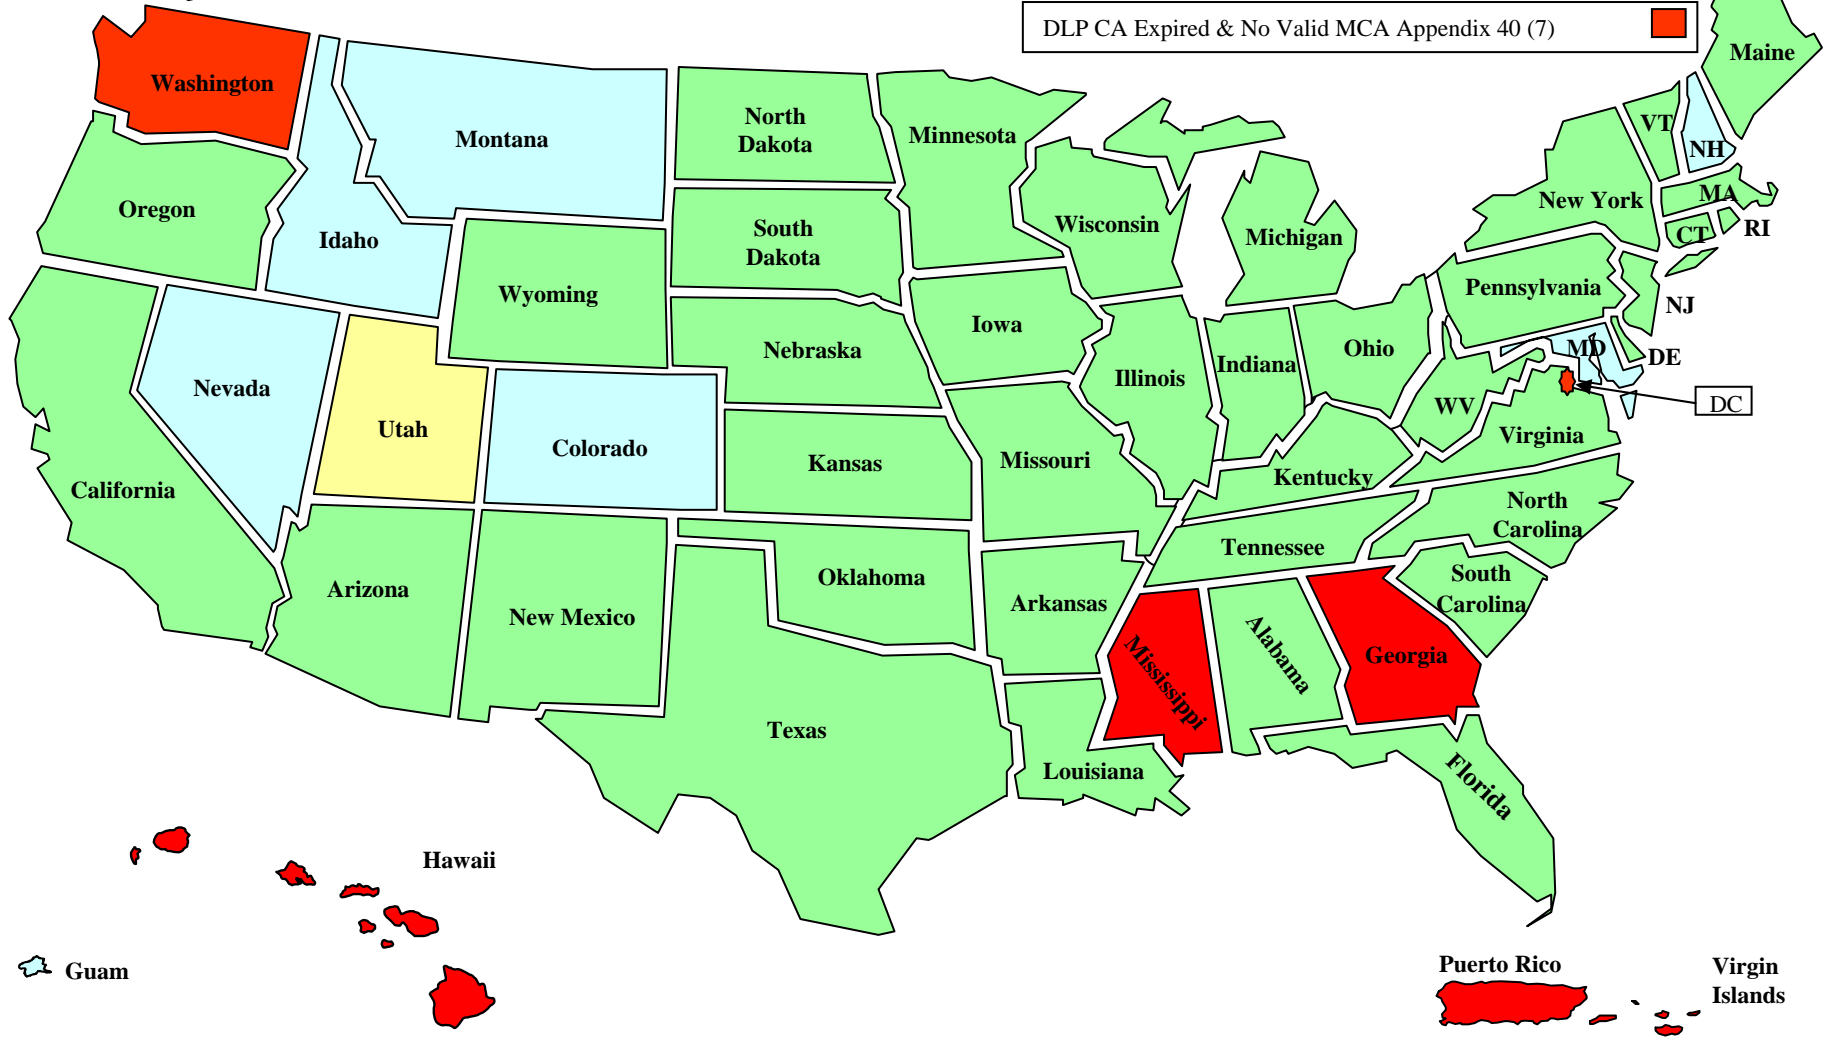 DLP CA Expired & No Valid MCA Appendix 40 (7)
Maine
Washington
Montana
North
Dakota
Minnesota
VT
NH
Oregon
Idaho
South
Dakota
Wisconsin
Michigan
New York
MA
CT
RI
Wyoming
Iowa
Pennsylvania
NJ
Nebraska
Illinois
Indiana
Ohio
MD
DE
Nevada
Utah
Colorado
WV
DC
Kansas
Missouri
Virginia
California
Kentucky
North
Carolina
Tennessee
Arizona
New Mexico
Oklahoma
Arkansas
South
Carolina
Mississippi
Alabama
Georgia
Texas
Louisiana
Florida
Hawaii
Guam
Puerto Rico
Virgin
Islands